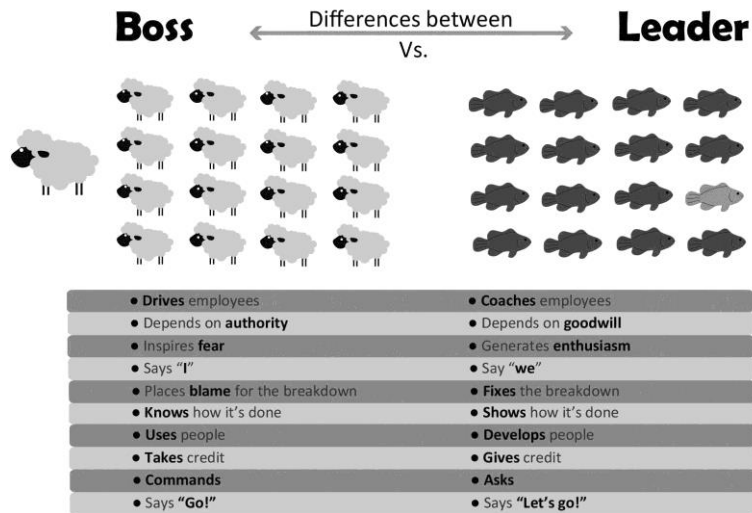 Boss
Differences between
Vs.
Leader
● Drives employees
● Coaches employees
● Depends on authority
● Depends on goodwill
● Inspires fear
● Generates enthusiasm
● Says “I”
● Say “we”
● Places blame for the breakdown
● Fixes the breakdown
● Knows how it’s done
● Shows how it’s done
● Uses people
● Develops people
● Takes credit
● Gives credit
● Commands
● Asks
● Says “Go!”
● Says “Let’s go!”